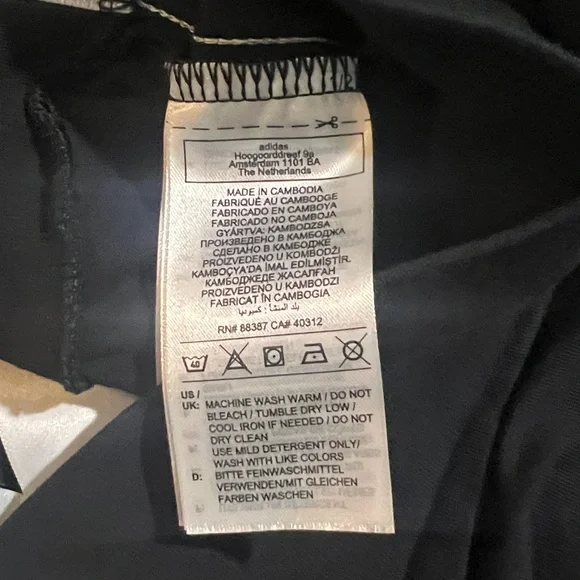 adidas
Hoogoorddreef 9a
Amsterdam 1101 BA
The Netherlands
MADE IN CAMBODIA
FABRIQUÉ AU CAMBODGE
FABRICADO EN CAMBOYA
FABRICADO NO CAMBOJA
GYÁRTVA: KAMBODZSA
ПРОИЗВЕДЕНО В КАМБОДЖА
СДЕЛАНО В КАМБОДЖЕ
PROIZVEDENO U KOMBODŽI
KAMBOÇYA'DA İMAL EDİLMİŞTİR.
КАМБОДЖЕДЕ ЖАСАЛҒАН
PROIZVEDENO U KAMBODŽI
FABRICAT ÎN CAMBOGIA
بلد المنشأ: كمبوديا
RN# 88387 CA# 40312
40
US /
UK: MACHINE WASH WARM / DO NOT
BLEACH / TUMBLE DRY LOW /
COOL IRON IF NEEDED / DO NOT
DRY CLEAN
USE MILD DETERGENT ONLY/
WASH WITH LIKE COLORS
D: BITTE FEINWASCHMITTEL
VERWENDEN/MIT GLEICHEN
FARBEN WASCHEN